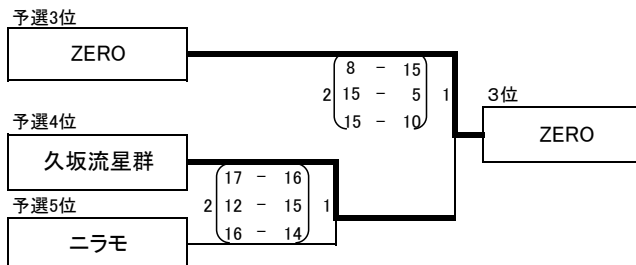 予選3位
ZERO
8 - 15
2 15 - 5 1
15 - 10
3位
ZERO
予選4位
久坂流星群
17 - 16
2 12 - 15 1
16 - 14
予選5位
ニラモ